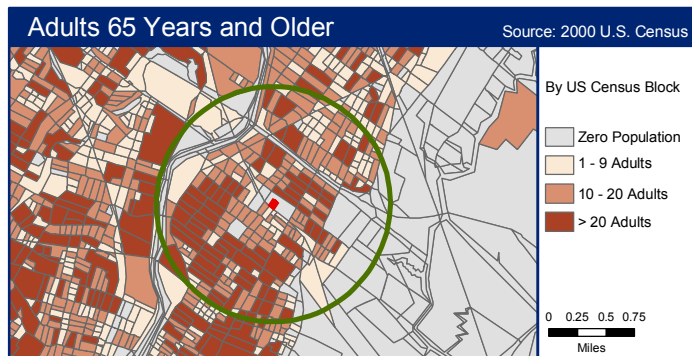 Adults 65 Years and Older
Source: 2000 U.S. Census
By US Census Block
Zero Population
1 - 9 Adults
10 - 20 Adults
> 20 Adults
0 0.25 0.5 0.75
Miles